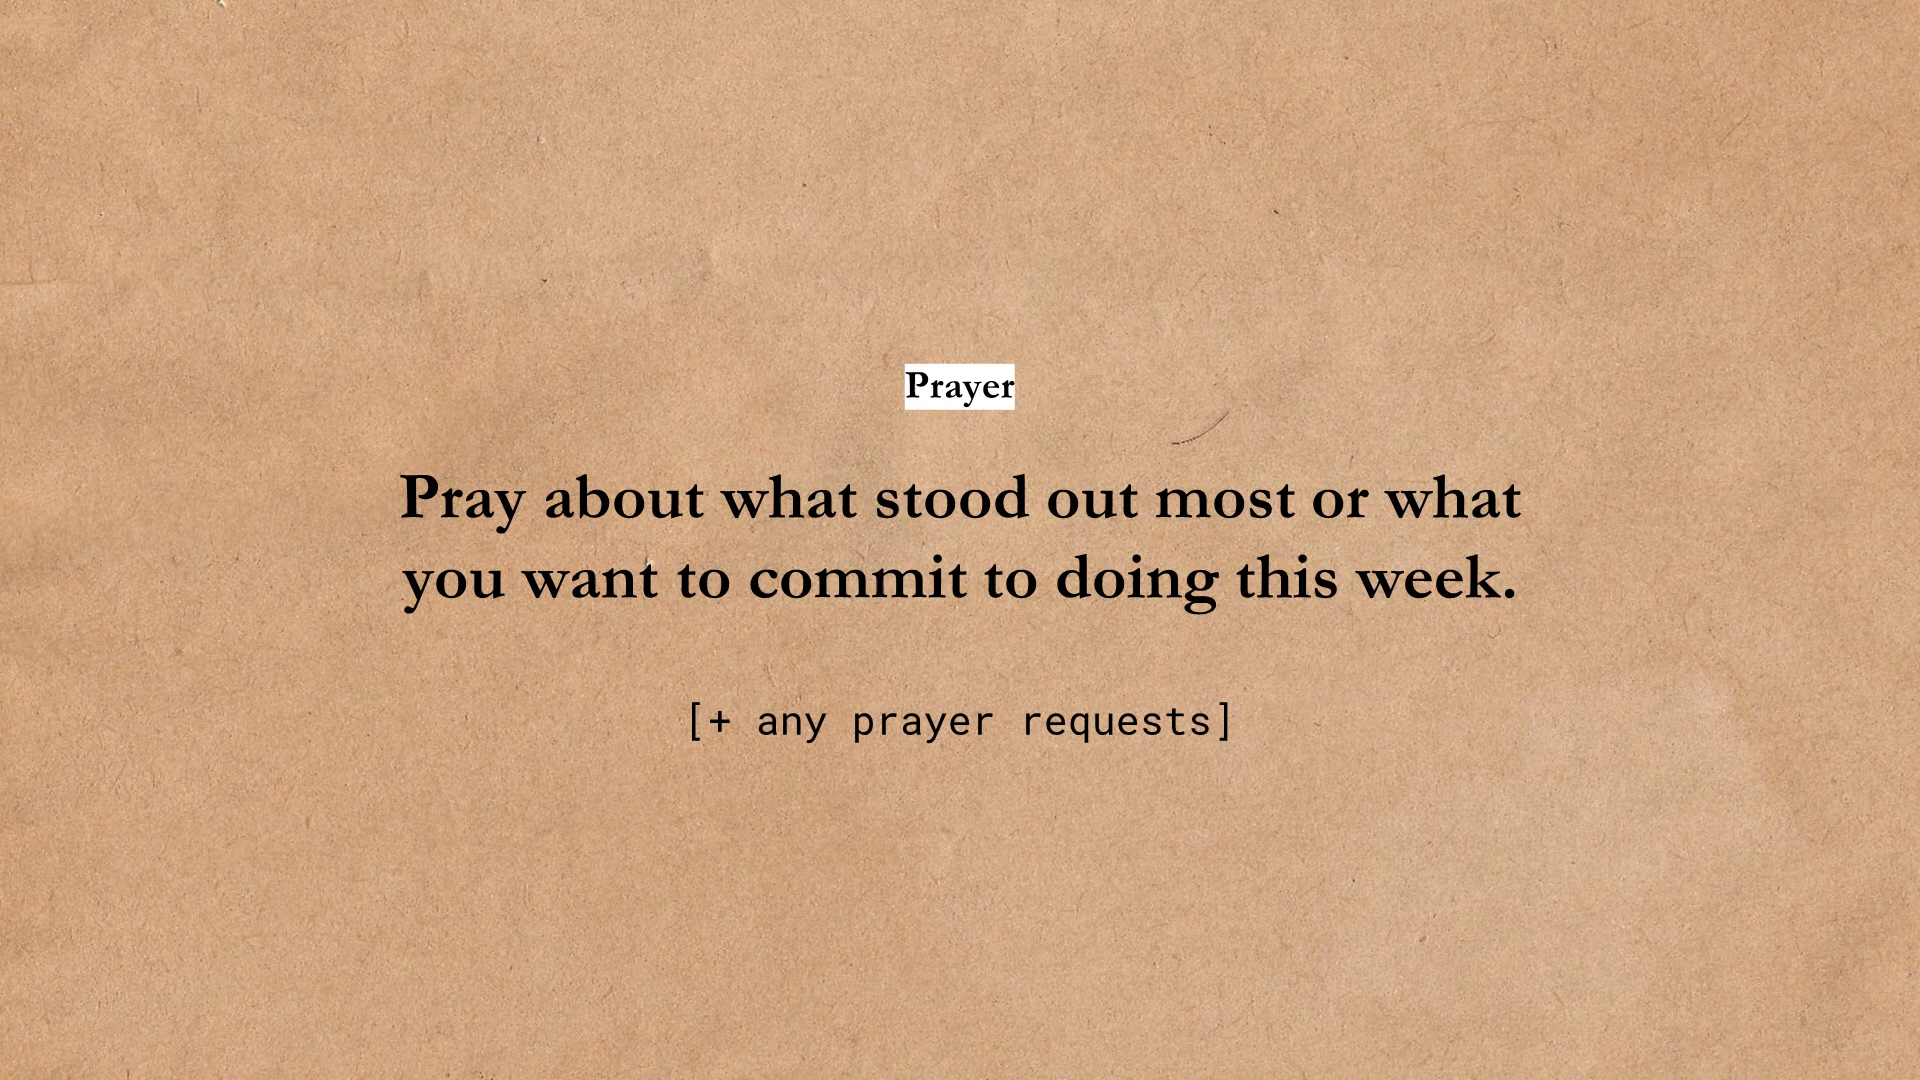 Prayer
Pray about what stood out most or what
you want to commit to doing this week.
[+ any prayer requests]